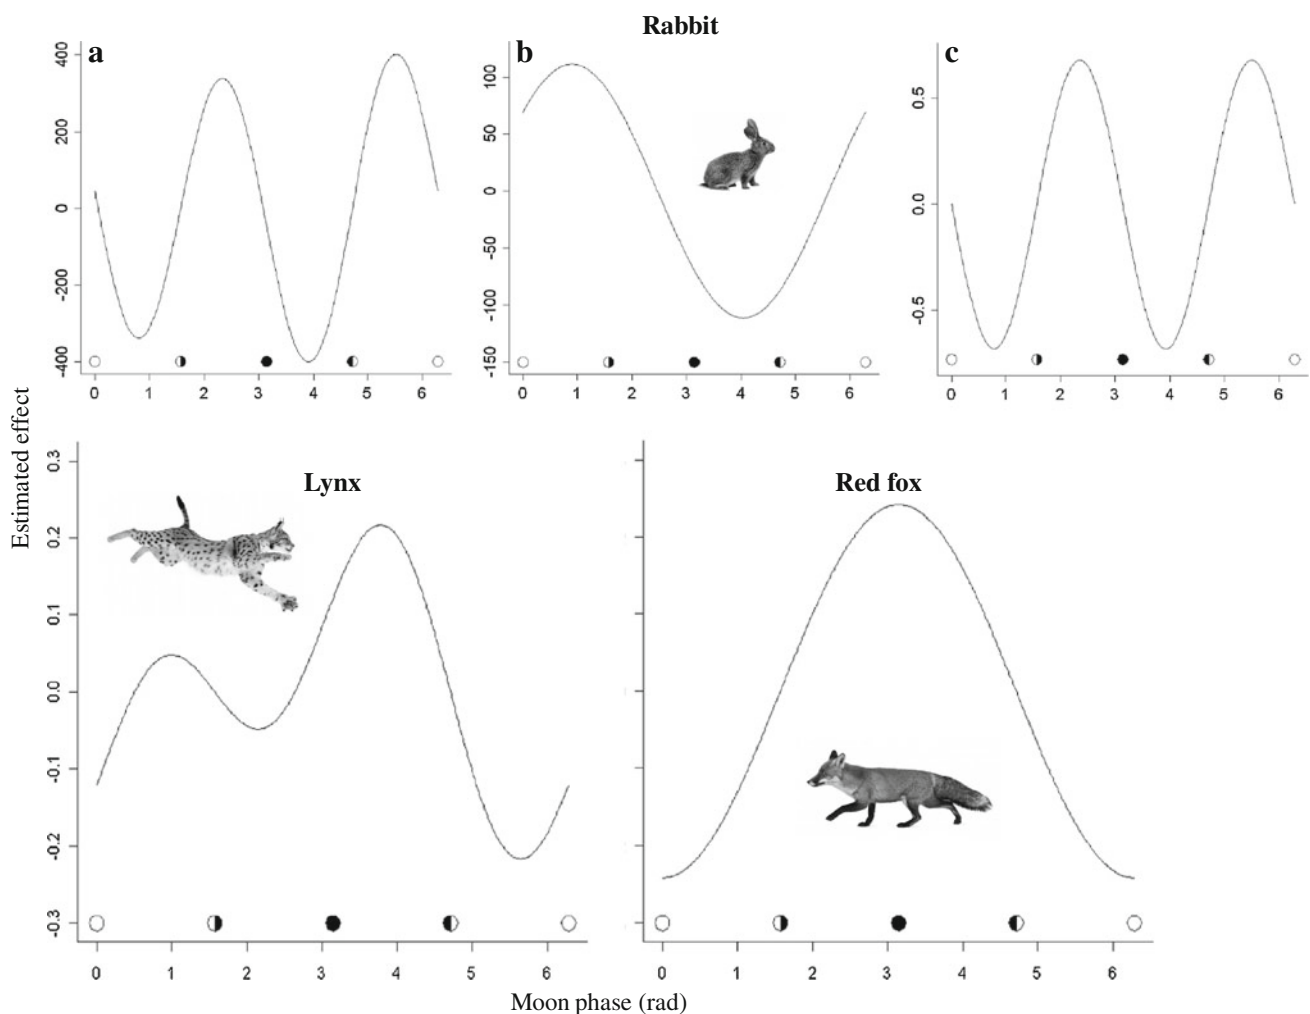 Rabbit
a
400
200
0
-200
-400
0 1 2 3 4 5 6
b
100
50
0
-50
-100
-150
0 1 2 3 4 5 6
c
0.5
0.0
-0.5
0 1 2 3 4 5 6
Estimated effect
Lynx
0.3
0.2
0.1
0.0
-0.1
-0.2
-0.3
0 1 2 3 4 5 6
Red fox
0 1 2 3 4 5 6
Moon phase (rad)